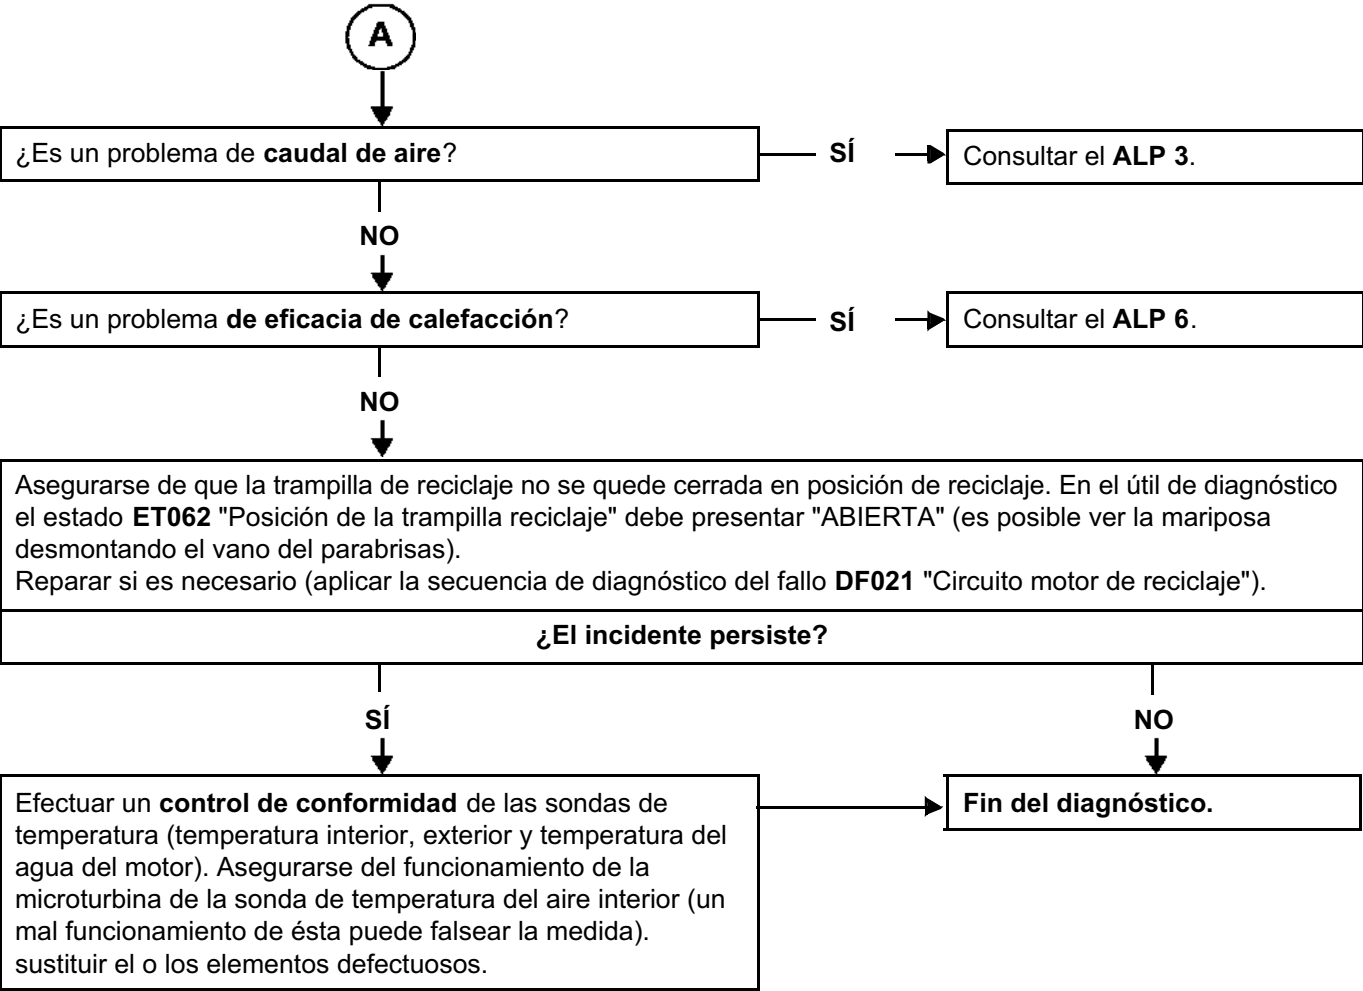 A
¿Es un problema de caudal de aire?
SÍ
Consultar el ALP 3.
NO
¿Es un problema de eficacia de calefacción?
SÍ
Consultar el ALP 6.
NO
Asegurarse de que la trampilla de reciclaje no se quede cerrada en posición de reciclaje. En el útil de diagnóstico
el estado ET062 "Posición de la trampilla reciclaje" debe presentar "ABIERTA" (es posible ver la mariposa
desmontando el vano del parabrisas).
Reparar si es necesario (aplicar la secuencia de diagnóstico del fallo DF021 "Circuito motor de reciclaje").
¿El incidente persiste?
SÍ
NO
Efectuar un control de conformidad de las sondas de
temperatura (temperatura interior, exterior y temperatura del
agua del motor). Asegurarse del funcionamiento de la
microturbina de la sonda de temperatura del aire interior (un
mal funcionamiento de ésta puede falsear la medida).
sustituir el o los elementos defectuosos.
Fin del diagnóstico.